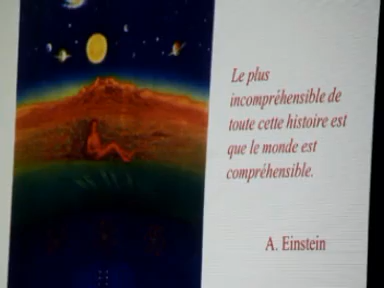 Le plus
incompréhensible de
toute cette histoire est
que le monde est
compréhensible.
A. Einstein